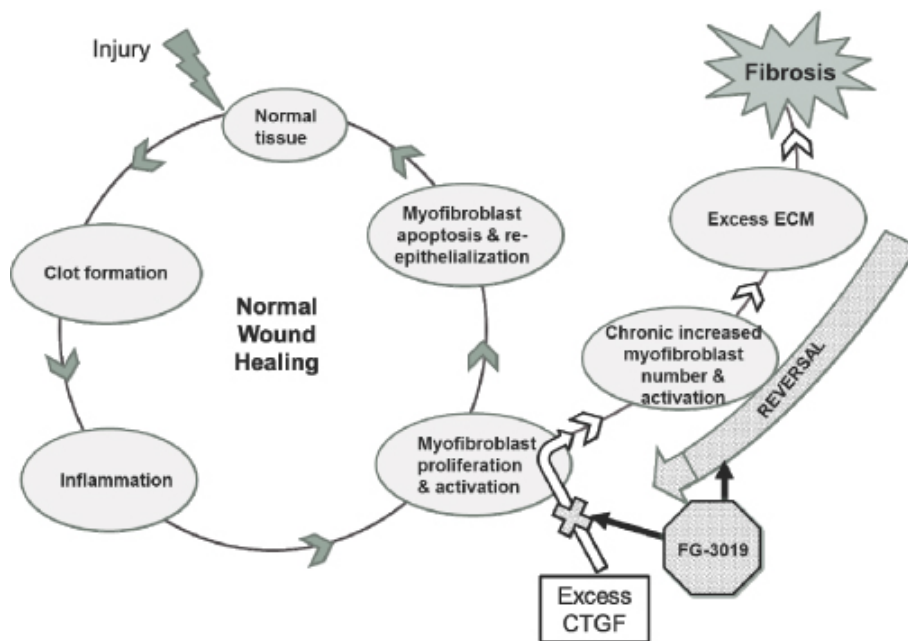 Injury
Normal
tissue
Clot formation
Inflammation
Normal
Wound
Healing
Myofibroblast
apoptosis & re-
epithelialization
Myofibroblast
proliferation
& activation
Fibrosis
Excess ECM
Chronic increased
myofibroblast
number &
activation
REVERSAL
FG-3019
Excess
CTGF